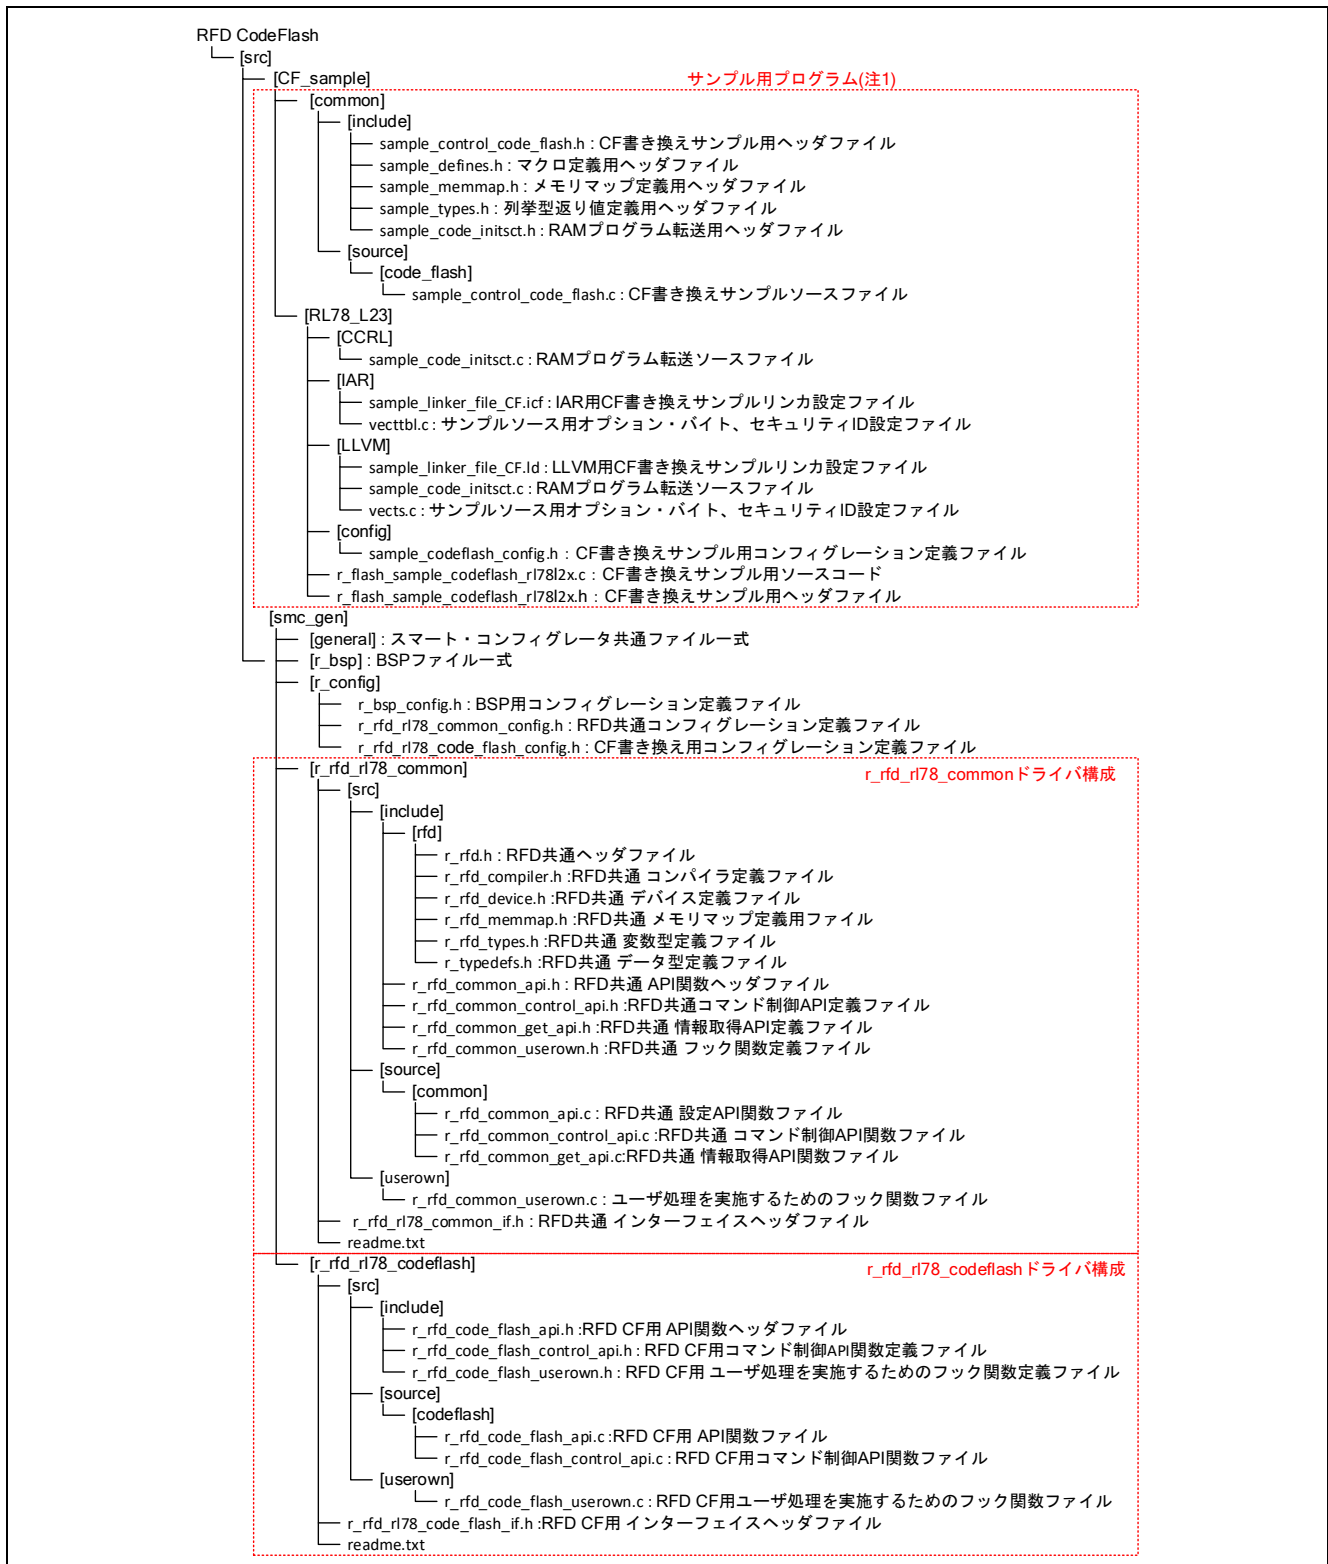 RFD CodeFlash
[src]
[CF_sample]
サンプル用プログラム(注1)
[common]
[include]
sample_control_code_flash.h : CF書き換えサンプル用ヘッダファイル
sample_defines.h : マクロ定義用ヘッダファイル
sample_memmap.h : メモリマップ定義用ヘッダファイル
sample_types.h : 列挙型返り値定義用ヘッダファイル
sample_code_initsct.h : RAMプログラム転送用ヘッダファイル
[source]
[code_flash]
sample_control_code_flash.c : CF書き換えサンプルソースファイル
[RL78_L23]
[CCRL]
sample_code_initsct.c : RAMプログラム転送ソースファイル
[IAR]
sample_linker_file_CF.icf : IAR用CF書き換えサンプルリンカ設定ファイル
vecttbl.c : サンプルソース用オプション・バイト、セキュリティID設定ファイル
[LLVM]
sample_linker_file_CF.ld : LLVM用CF書き換えサンプルリンカ設定ファイル
sample_code_initsct.c : RAMプログラム転送ソースファイル
vects.c : サンプルソース用オプション・バイト、セキュリティID設定ファイル
[config]
sample_codeflash_config.h : CF書き換えサンプル用コンフィグレーション定義ファイル
r_flash_sample_codeflash_rl78l2x.c : CF書き換えサンプル用ソースコード
r_flash_sample_codeflash_rl78l2x.h : CF書き換えサンプル用ヘッダファイル
[smc_gen]
[general] : スマート・コンフィグレータ共通ファイル一式
[r_bsp] : BSPファイル一式
[r_config]
r_bsp_config.h : BSP用コンフィグレーション定義ファイル
r_rfd_rl78_common_config.h : RFD共通コンフィグレーション定義ファイル
r_rfd_rl78_code_flash_config.h : CF書き換え用コンフィグレーション定義ファイル
[r_rfd_rl78_common]
r_rfd_rl78_commonドライバ構成
[src]
[include]
[rfd]
r_rfd.h : RFD共通ヘッダファイル
r_rfd_compiler.h :RFD共通 コンパイラ定義ファイル
r_rfd_device.h :RFD共通 デバイス定義ファイル
r_rfd_memmap.h :RFD共通 メモリマップ定義用ファイル
r_rfd_types.h :RFD共通 変数型定義ファイル
r_typedefs.h :RFD共通 データ型定義ファイル
r_rfd_common_api.h : RFD共通 API関数ヘッダファイル
r_rfd_common_control_api.h :RFD共通コマンド制御API定義ファイル
r_rfd_common_get_api.h :RFD共通 情報取得API定義ファイル
r_rfd_common_userown.h :RFD共通 フック関数定義ファイル
[source]
[common]
r_rfd_common_api.c : RFD共通 設定API関数ファイル
r_rfd_common_control_api.c :RFD共通 コマンド制御API関数ファイル
r_rfd_common_get_api.c:RFD共通 情報取得API関数ファイル
[userown]
r_rfd_common_userown.c : ユーザ処理を実施するためのフック関数ファイル
r_rfd_rl78_common_if.h : RFD共通 インターフェイスヘッダファイル
readme.txt
[r_rfd_rl78_codeflash]
r_rfd_rl78_codeflashドライバ構成
[src]
[include]
r_rfd_code_flash_api.h :RFD CF用 API関数ヘッダファイル
r_rfd_code_flash_control_api.h : RFD CF用コマンド制御API関数定義ファイル
r_rfd_code_flash_userown.h : RFD CF用 ユーザ処理を実施するためのフック関数定義ファイル
[source]
[codeflash]
r_rfd_code_flash_api.c :RFD CF用 API関数ファイル
r_rfd_code_flash_control_api.c : RFD CF用コマンド制御API関数ファイル
[userown]
r_rfd_code_flash_userown.c : RFD CF用ユーザ処理を実施するためのフック関数ファイル
r_rfd_rl78_code_flash_if.h :RFD CF用 インターフェイスヘッダファイル
readme.txt